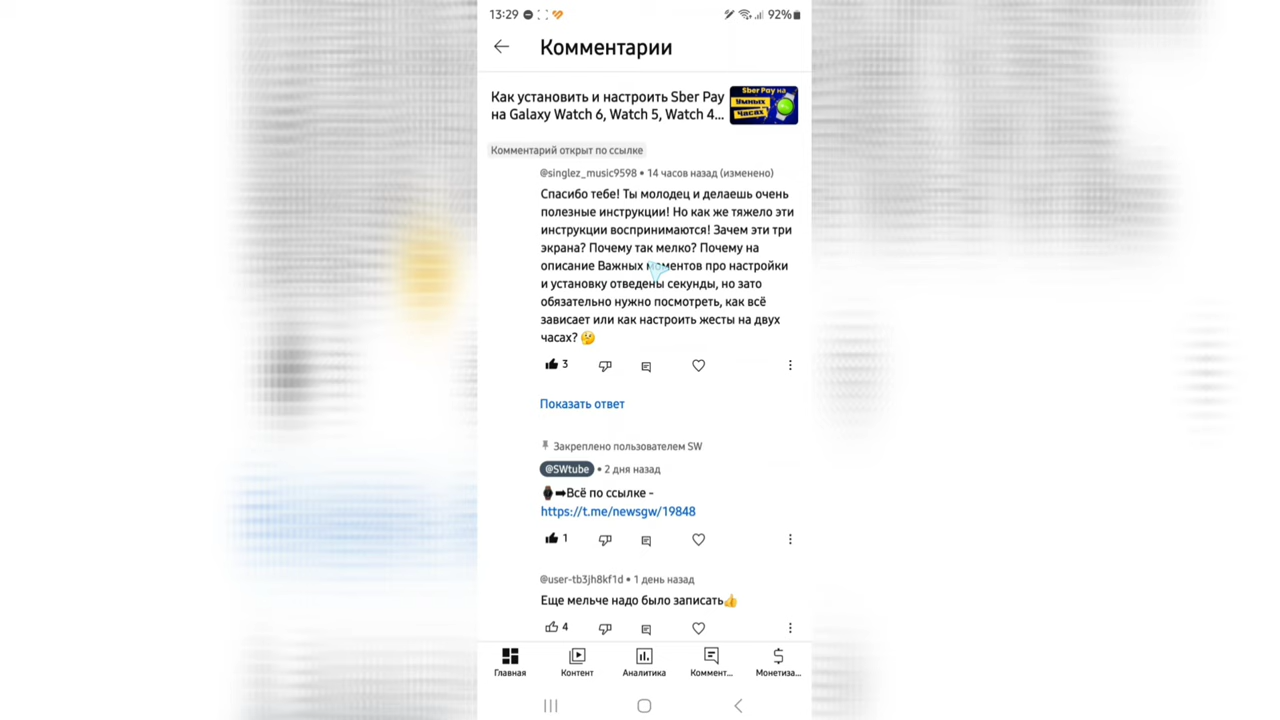 13:29
92%
Комментарии
Как установить и настроить Sber Pay
на Galaxy Watch 6, Watch 5, Watch 4...
Sber Pay на
Умных
Часах
Комментарий открыт по ссылке
@singlez_music9598 • 14 часов назад (изменено)
Спасибо тебе! Ты молодец и делаешь очень
полезные инструкции! Но как же тяжело эти
инструкции воспринимаются! Зачем эти три
экрана? Почему так мелко? Почему на
описание Важных моментов про настройки
и установку отведены секунды, но зато
обязательно нужно посмотреть, как всё
зависает или как настроить жесты на двух
часах? 🤔
3
Показать ответ
Закреплено пользователем SW
@SWtube • 2 дня назад
⌚➡Всё по ссылке -
https://t.me/newsgw/19848
1
@user-tb3jh8kf1d • 1 день назад
Еще мельче надо было записать👍
4
Главная
Контент
Аналитика
Коммент...
Монетиза...